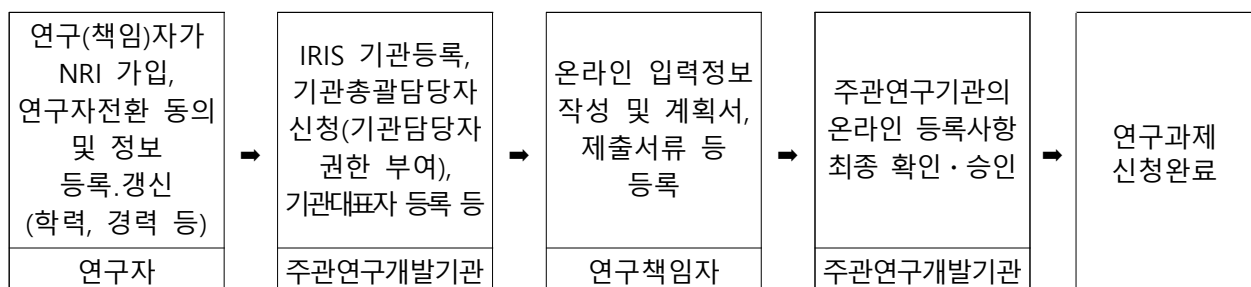 연구(책임)자가
NRI 가입,
연구자전환 동의
및 정보
등록.갱신
(학력, 경력 등)
연구자
➡
IRIS 기관등록,
기관총괄담당자
신청(기관담당자
권한 부여),
기관대표자 등록 등
주관연구개발기관
➡
온라인 입력정보
작성 및 계획서,
제출서류 등
등록
연구책임자
➡
주관연구기관의
온라인 등록사항
최종 확인·승인
주관연구개발기관
➡
연구과제
신청완료